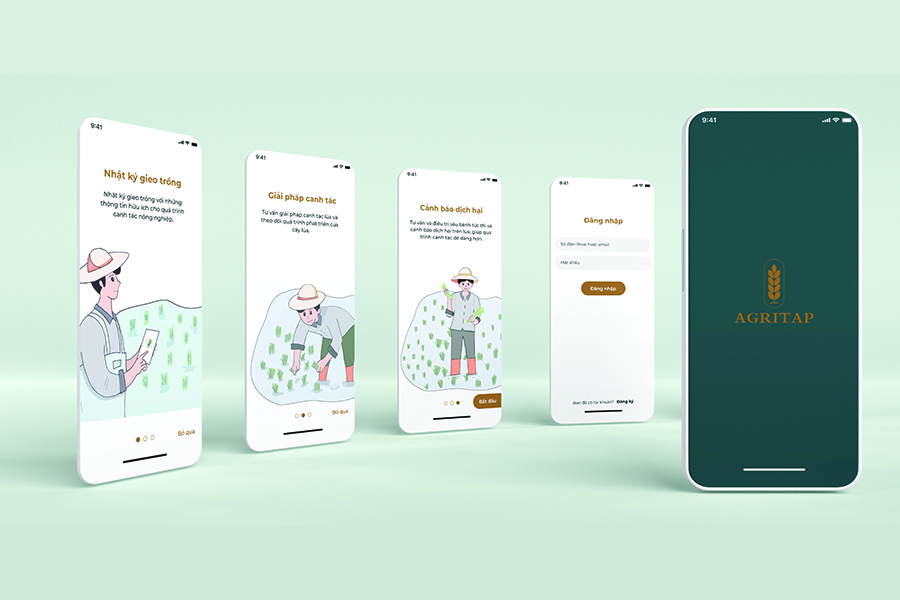 9:41
Nhật ký gieo trồng
Nhật ký gieo trồng với những
thông tin hữu ích cho quá trình
canh tác nông nghiệp.
Bỏ qua
9:41
Giải pháp canh tác
Tư vấn giải pháp canh tác lúa và
theo dõi quá trình phát triển của
cây lúa.
Bỏ qua
9:41
Cảnh báo dịch hại
Tư vấn và điều trị sâu bệnh tức thì và
cảnh báo dịch hại trên lúa, giúp quá
trình canh tác dễ dàng hơn.
Bắt đầu
9:41
Đăng nhập
Số điện thoại hoặc email
Mật khẩu
Đăng nhập
Bạn đã có tài khoản? Đăng ký
9:41
AGRITAP